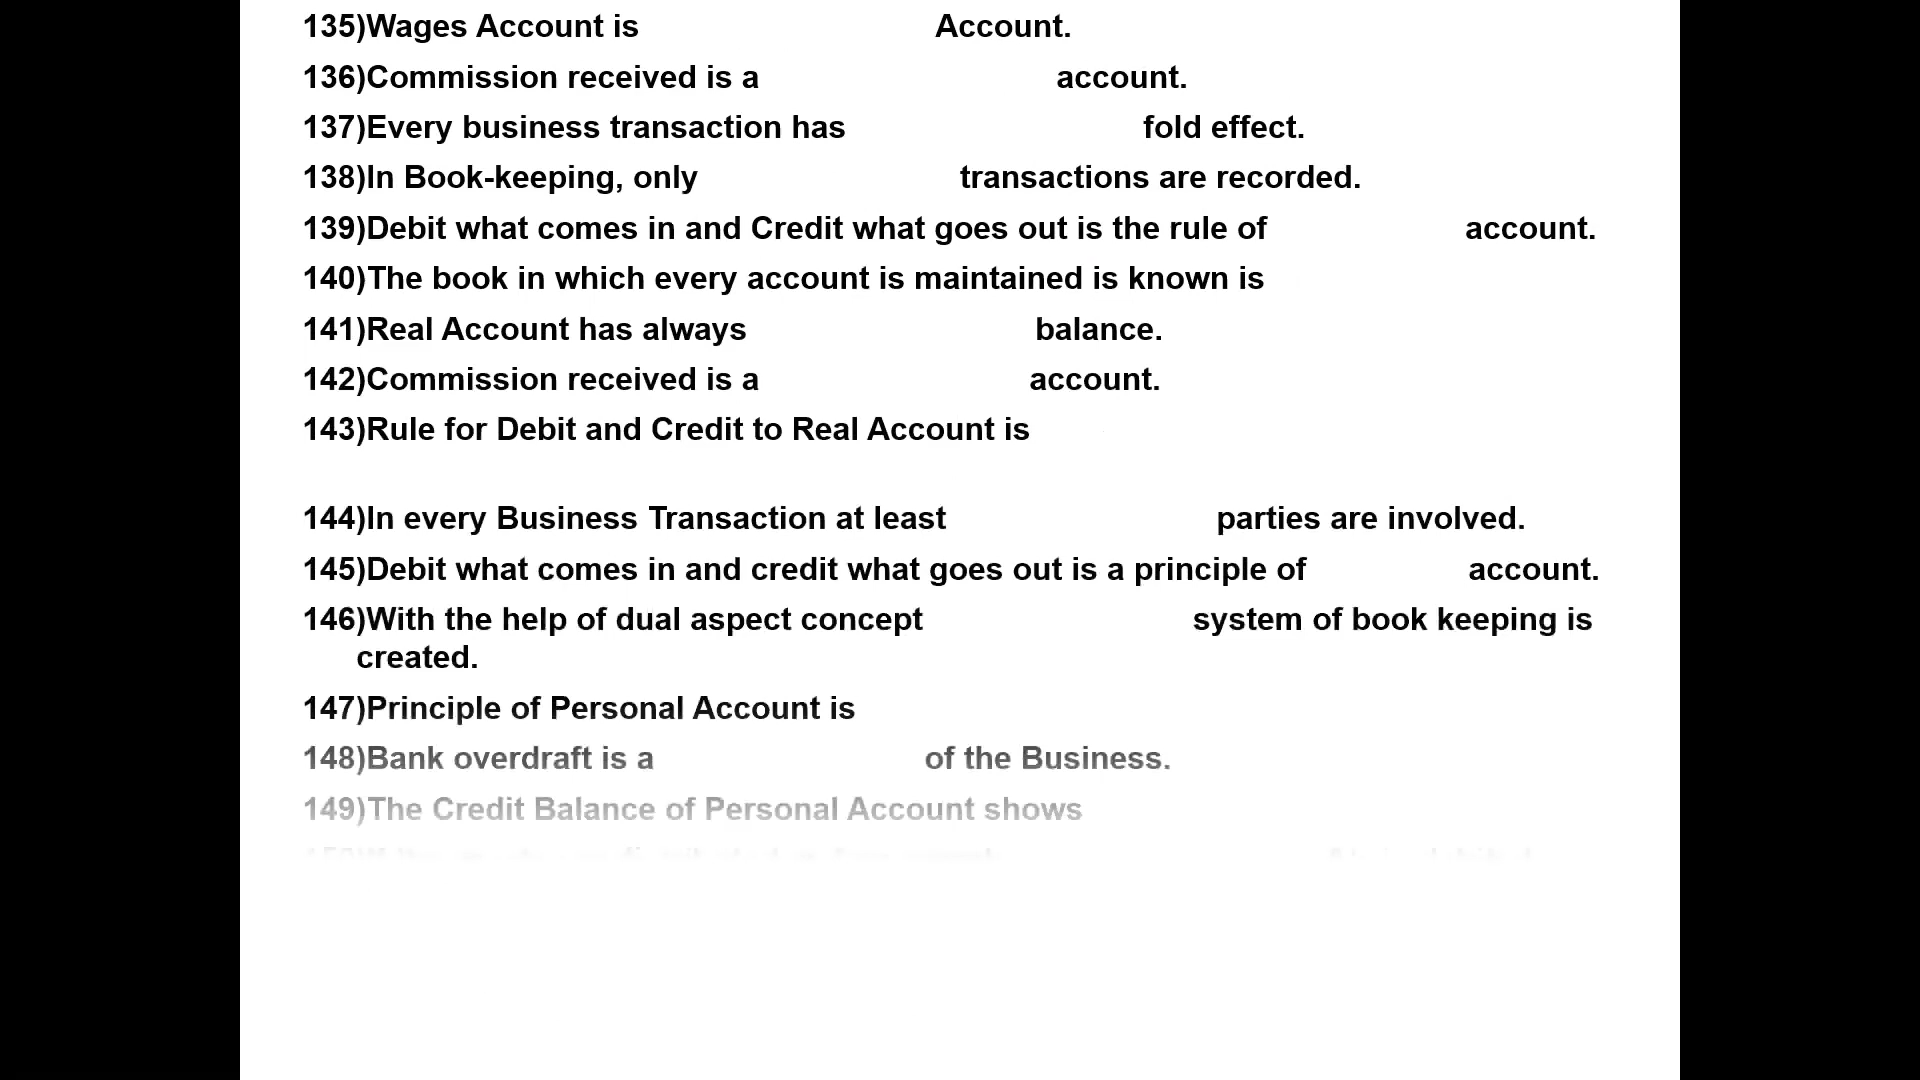 135)Wages Account is Account.
136)Commission received is a account.
137)Every business transaction has fold effect.
138)In Book-keeping, only transactions are recorded.
139)Debit what comes in and Credit what goes out is the rule of account.
140)The book in which every account is maintained is known is
141)Real Account has always balance.
142)Commission received is a account.
143)Rule for Debit and Credit to Real Account is
144)In every Business Transaction at least parties are involved.
145)Debit what comes in and credit what goes out is a principle of account.
146)With the help of dual aspect concept system of book keeping is
created.
147)Principle of Personal Account is
148)Bank overdraft is a of the Business.
149)The Credit Balance of Personal Account shows